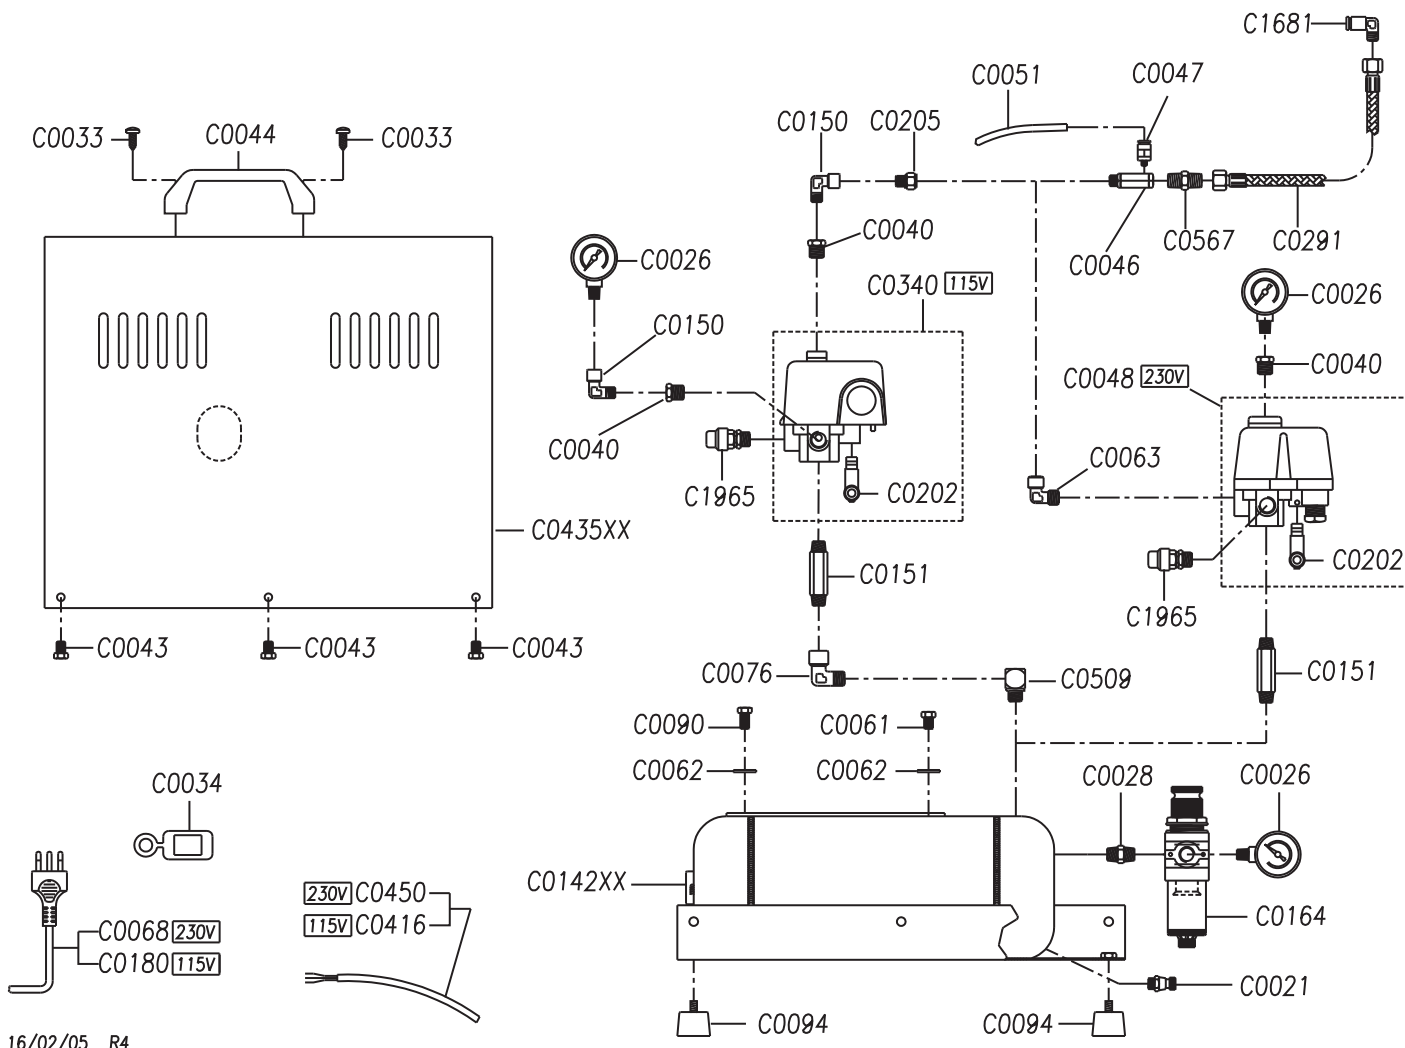 C1681
C0051
C0047
C0150
C0205
C0033
C0044
C0033
C0040
C0567
C0291
C0046
C0026
C0340 115V
C0026
C0150
C0040
C0048 230V
C0040
C0063
C1965
C0202
C0435XX
C0202
C0151
C1965
C0043
C0043
C0043
C0076
C0509
C0151
C0090
C0061
C0062
C0062
C0028
C0026
C0034
C0142XX
230V C0450
C0164
115V C0416
C0068 230V
C0180 115V
C0021
C0094
C0094
16/02/05 R4